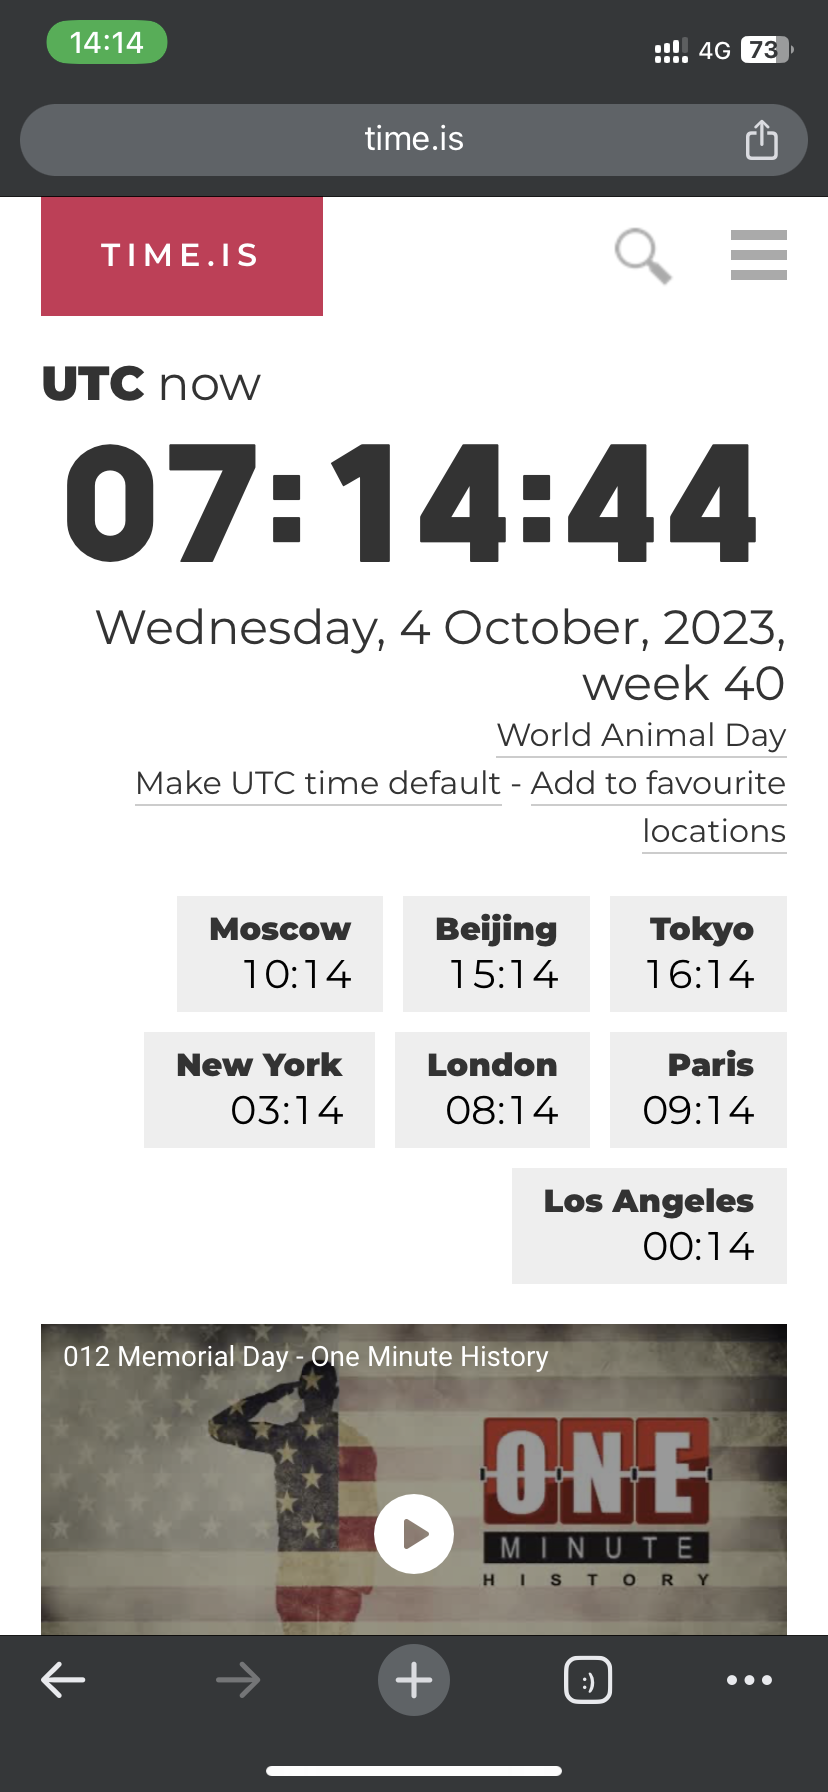 14:14
4G 73
time.is
TIME.IS
UTC now
07:14:44
Wednesday, 4 October, 2023,
week 40
World Animal Day
Make UTC time default - Add to favourite
locations
Moscow
10:14
Beijing
15:14
Tokyo
16:14
New York
03:14
London
08:14
Paris
09:14
Los Angeles
00:14
012 Memorial Day - One Minute History
ONE
MINUTE
HISTORY
:)